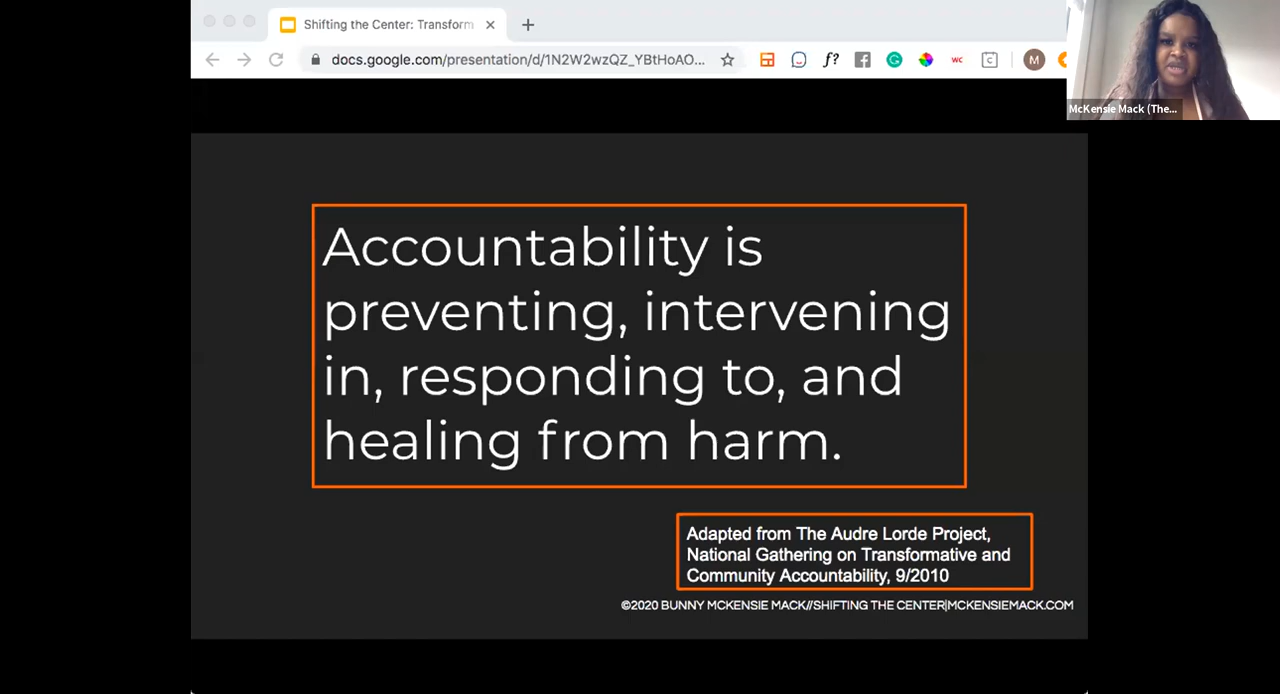 Shifting the Center: Transform
docs.google.com/presentation/d/1N2W2wzQZ_YBtHoAO...
f?
WC
C
M
McKensie Mack (The...
Accountability is
preventing, intervening
in, responding to, and
healing from harm.
Adapted from The Audre Lorde Project,
National Gathering on Transformative and
Community Accountability, 9/2010
©2020 BUNNY MCKENSIE MACK//SHIFTING THE CENTER|MCKENSIEMACK.COM